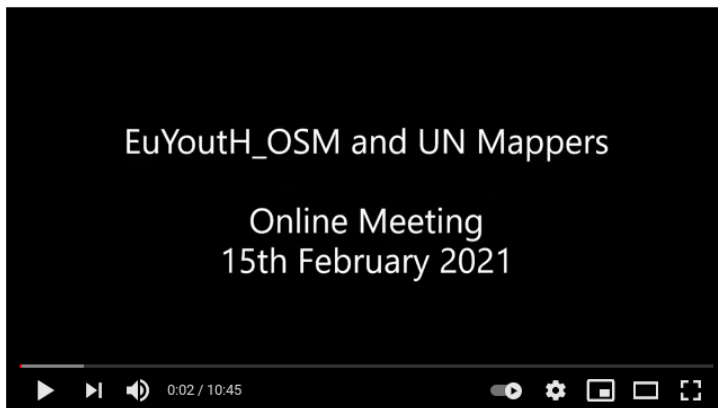 EuYoutH_OSM and UN Mappers
Online Meeting
15th February 2021
0:02 / 10:45